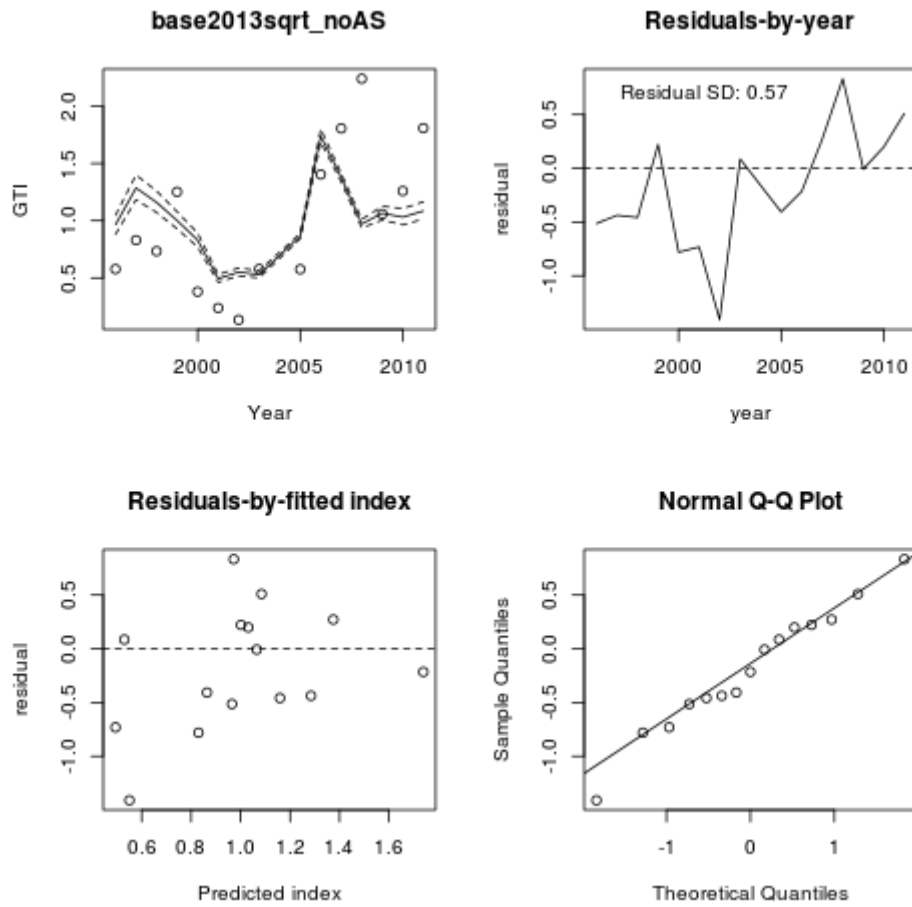 base2013sqrt_noAS
GTI
0.5 1.0 1.5 2.0
2000 2005 2010
Year
Residuals-by-year
Residual SD: 0.57
residual
-1.0 -0.5 0.0 0.5
2000 2005 2010
year
Residuals-by-fitted index
residual
-1.0 -0.5 0.0 0.5
0.6 0.8 1.0 1.2 1.4 1.6
Predicted index
Normal Q-Q Plot
Sample Quantiles
-1.0 -0.5 0.0 0.5
-1 0 1
Theoretical Quantiles